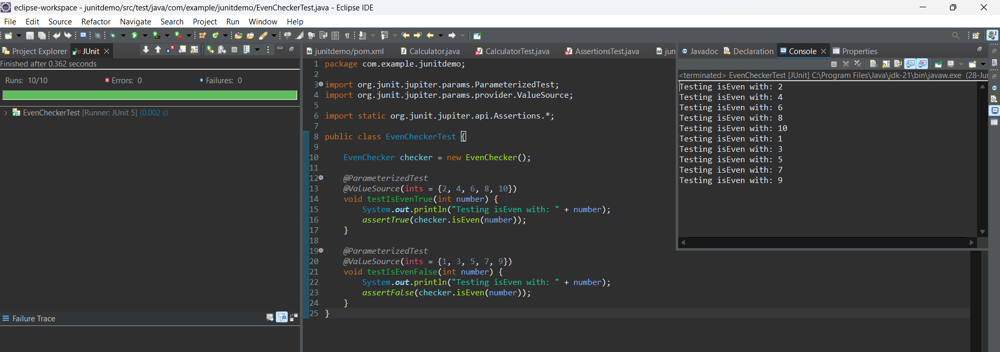 eclipse-workspace - junitdemo/src/test/java/com/example/junitdemo/EvenCheckerTest.java - Eclipse IDE
File Edit Source Refactor Navigate Search Project Run Window Help
Project Explorer JUnit
Finished after 0.362 seconds
Runs: 10/10 Errors: 0 Failures: 0
EvenCheckerTest [Runner: JUnit 5] (0.002 s)
Failure Trace
junitdemo/pom.xml Calculator.java CalculatorTest.java AssertionsTest.java jun
1 package com.example.junitdemo;
2
3 import org.junit.jupiter.params.ParameterizedTest;
4 import org.junit.jupiter.params.provider.ValueSource;
5
6 import static org.junit.jupiter.api.Assertions.*;
7
8 public class EvenCheckerTest {
9
10 EvenChecker checker = new EvenChecker();
11
12 @ParameterizedTest
13 @ValueSource(ints = {2, 4, 6, 8, 10})
14 void testIsEvenTrue(int number) {
15 System.out.println("Testing isEven with: " + number);
16 assertTrue(checker.isEven(number));
17 }
18
19 @ParameterizedTest
20 @ValueSource(ints = {1, 3, 5, 7, 9})
21 void testIsEvenFalse(int number) {
22 System.out.println("Testing isEven with: " + number);
23 assertFalse(checker.isEven(number));
24 }
25 }
Javadoc Declaration Console Properties
<terminated> EvenCheckerTest [JUnit] C:\Program Files\Java\jdk-21\bin\javaw.exe (28-Jun
Testing isEven with: 2
Testing isEven with: 4
Testing isEven with: 6
Testing isEven with: 8
Testing isEven with: 10
Testing isEven with: 1
Testing isEven with: 3
Testing isEven with: 5
Testing isEven with: 7
Testing isEven with: 9